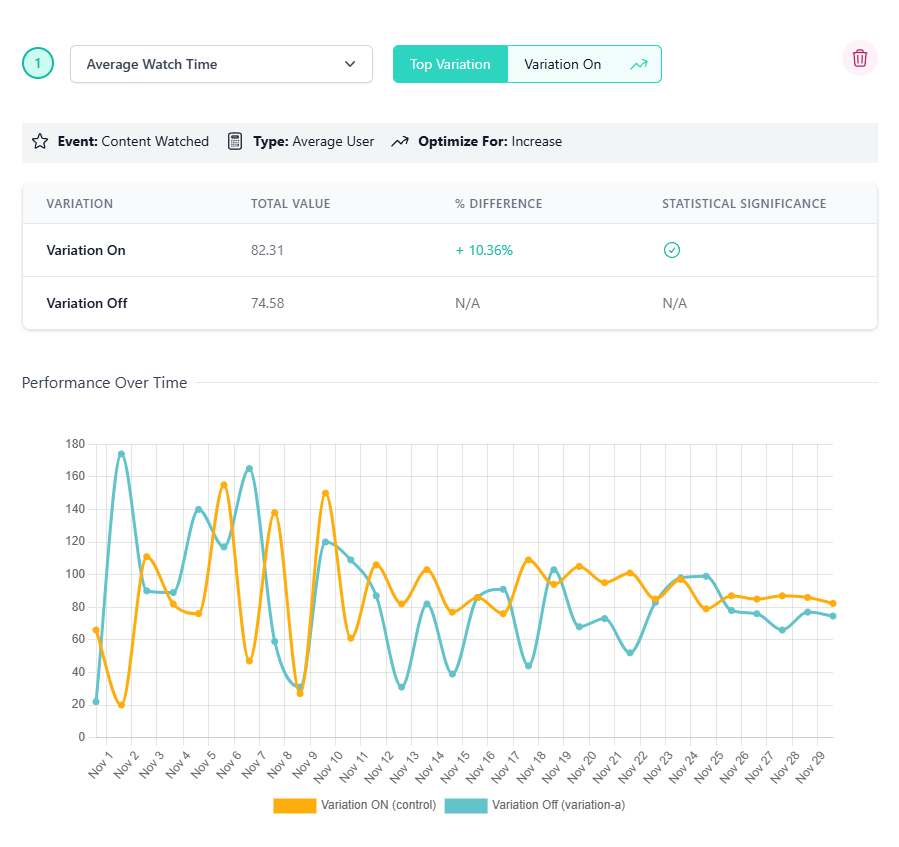 1 Average Watch Time Top Variation Variation On
Event: Content Watched Type: Average User Optimize For: Increase
VARIATION TOTAL VALUE % DIFFERENCE STATISTICAL SIGNIFICANCE
Variation On 82.31 + 10.36%
Variation Off 74.58 N/A N/A
Performance Over Time
180
160
140
120
100
80
60
40
20
0
Nov 1 Nov 2 Nov 3 Nov 4 Nov 5 Nov 6 Nov 7 Nov 8 Nov 9 Nov 10 Nov 11 Nov 12 Nov 13 Nov 14 Nov 15 Nov 16 Nov 17 Nov 18 Nov 19 Nov 20 Nov 21 Nov 22 Nov 23 Nov 24 Nov 25 Nov 26 Nov 27 Nov 28 Nov 29
Variation ON (control) Variation Off (variation-a)